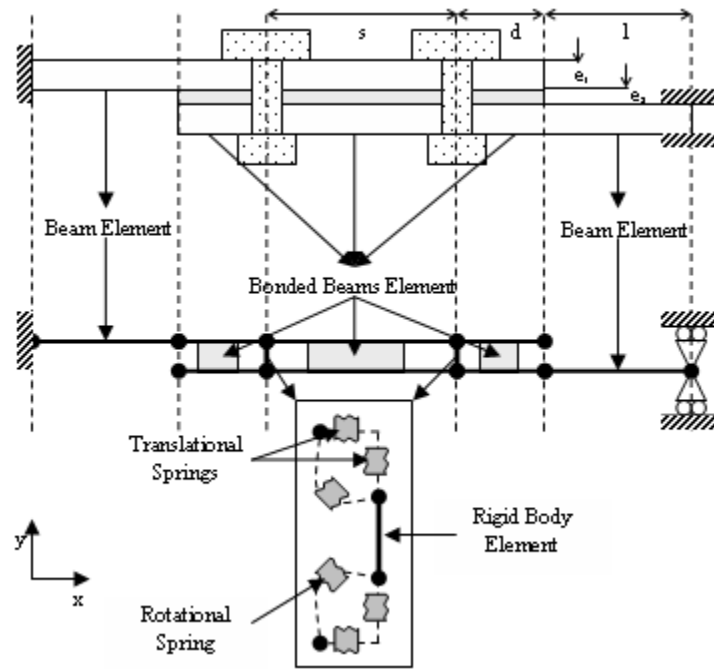 s d l
e₁
e₂
Beam Element
Beam Element
Bonded Beams Element
Translational
Springs
Rigid Body
Element
y
x
Rotational
Spring